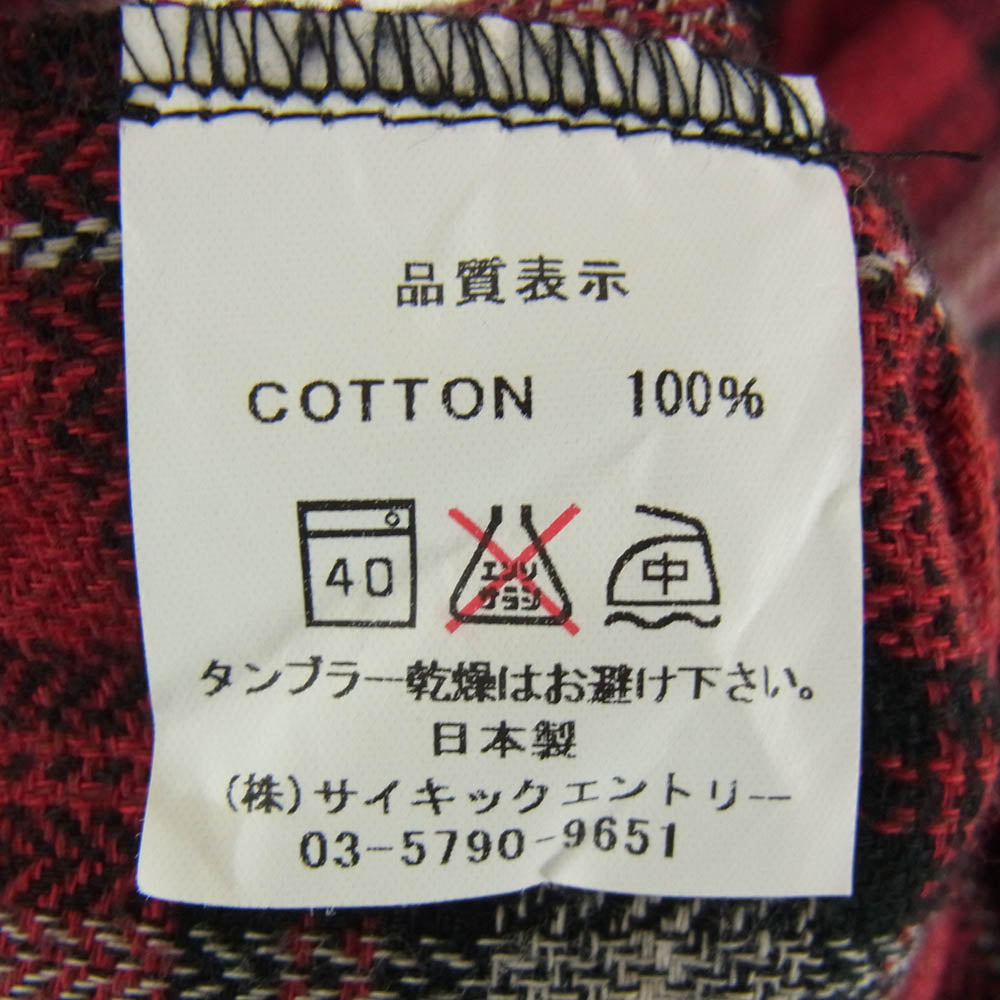 品質表示
COTTON 100%
40 エンソ サラシ 中
タンブラー乾燥はお避け下さい。
日本製
(株)サイキックエントリー
03-5790-9651